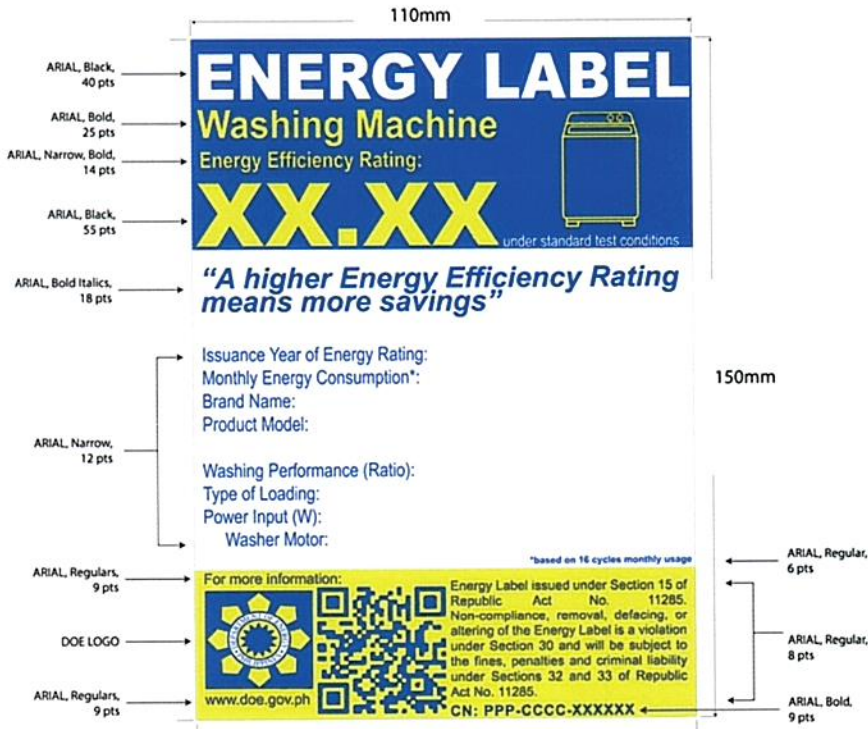 110mm
ARIAL, Black,
40 pts
ENERGY LABEL
ARIAL, Bold,
25 pts
Washing Machine
ARIAL, Narrow, Bold,
14 pts
Energy Efficiency Rating:
ARIAL, Black,
55 pts
XX.XX
under standard test conditions
ARIAL, Bold Italics,
18 pts
"A higher Energy Efficiency Rating
means more savings"
Issuance Year of Energy Rating:
Monthly Energy Consumption*:
Brand Name:
Product Model:
150mm
ARIAL, Narrow,
12 pts
Washing Performance (Ratio):
Type of Loading:
Power Input (W):
Washer Motor:
*based on 16 cycles monthly usage
ARIAL, Regular,
6 pts
ARIAL, Regulars,
9 pts
For more information:
DOE LOGO
DEPARTMENT OF ENERGY
PHILIPPINES
ARIAL, Regulars,
9 pts
www.doe.gov.ph
Energy Label issued under Section 15 of
Republic Act No. 11285.
Non-compliance, removal, defacing, or
altering of the Energy Label is a violation
under Section 30 and will be subject to
the fines, penalties and criminal liability
under Sections 32 and 33 of Republic
Act No. 11285.
ARIAL, Regular,
8 pts
CN: PPP-CCCC-XXXXXX
ARIAL, Bold,
9 pts